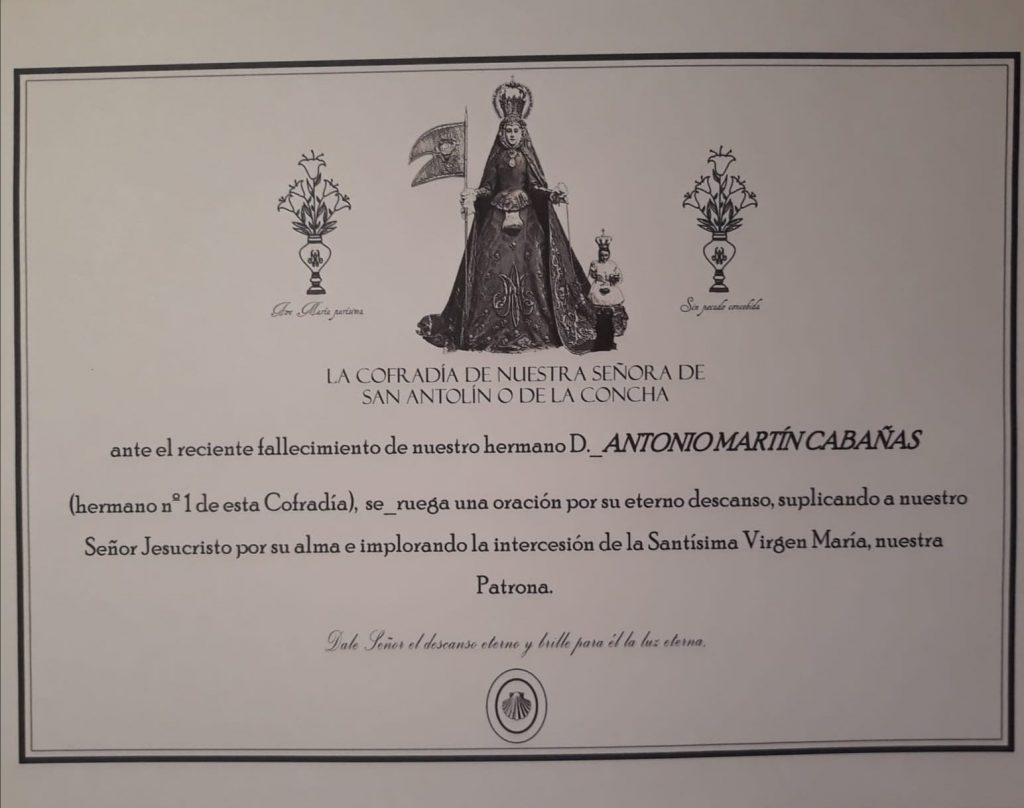 Ave María purísima
Sin pecado concebida
LA COFRADÍA DE NUESTRA SEÑORA DE
SAN ANTOLÍN O DE LA CONCHA
ante el reciente fallecimiento de nuestro hermano D._ANTONIO MARTÍN CABAÑAS
(hermano nº 1 de esta Cofradía), se_ruega una oración por su eterno descanso, suplicando a nuestro
Señor Jesucristo por su alma e implorando la intercesión de la Santísima Virgen María, nuestra
Patrona.
Dale Señor el descanso eterno y brille para él la luz eterna.